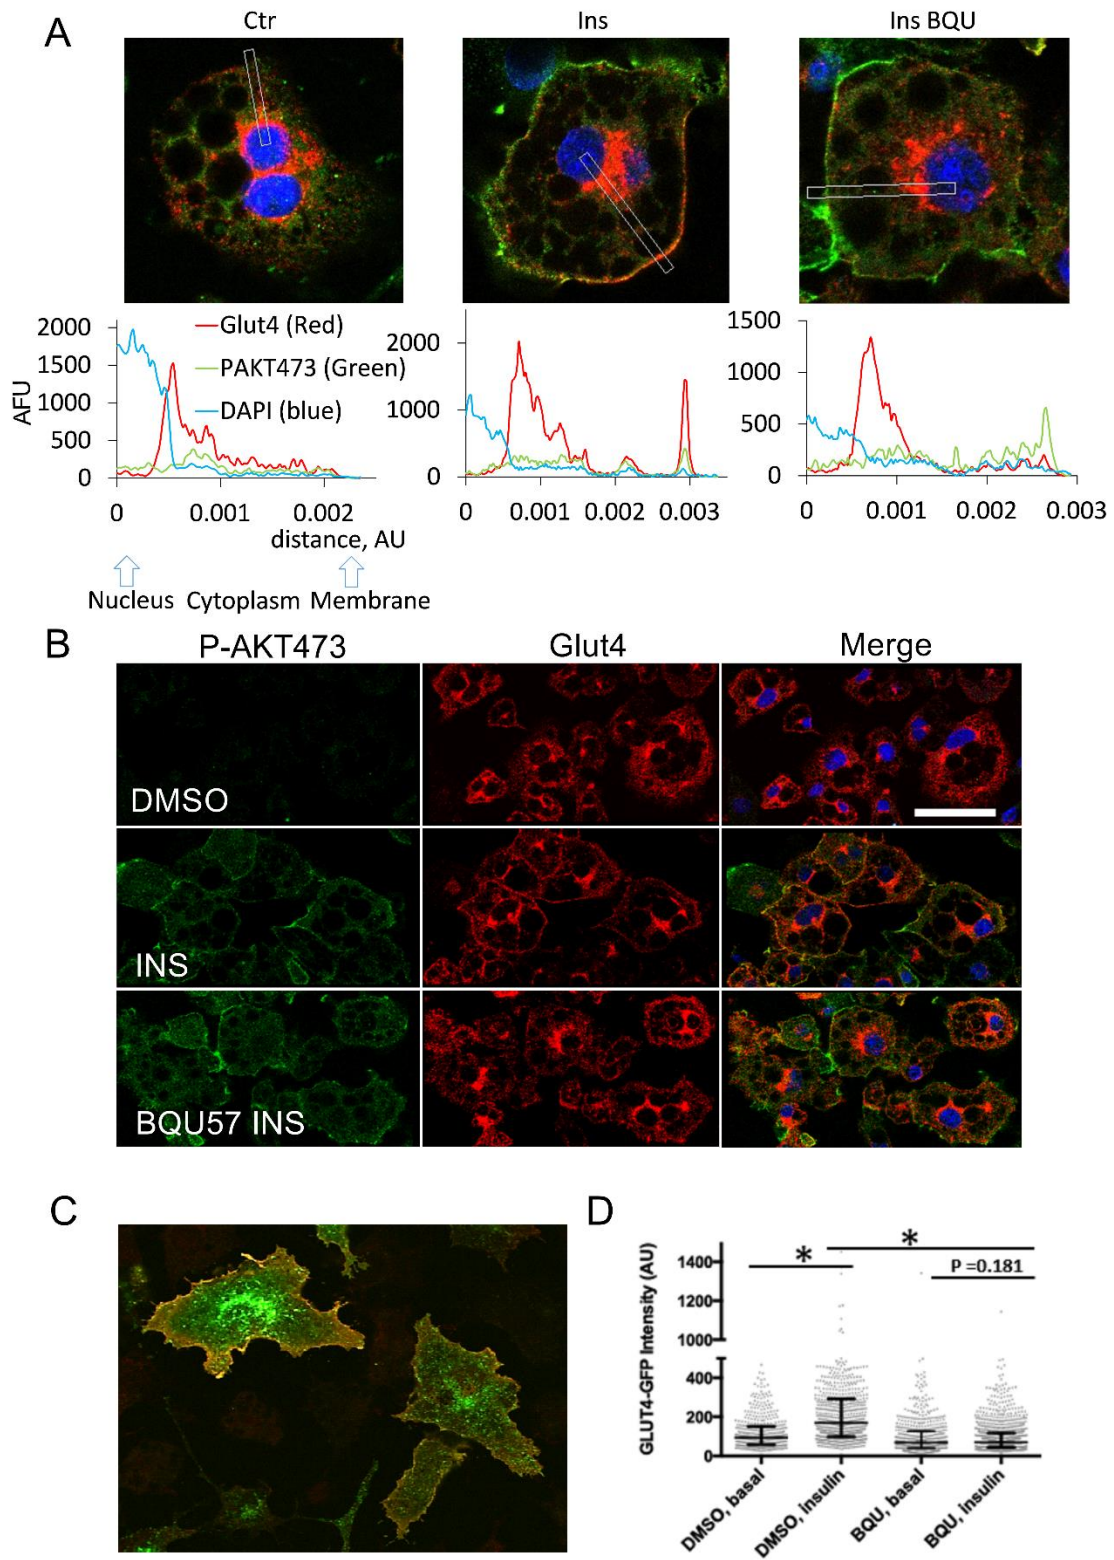 A
Ctr
Ins
Ins BQU
2000
1500
1000
500
0
AFU
Glut4 (Red)
PAKT473 (Green)
DAPI (blue)
0 0.001 0.002
distance, AU
Nucleus Cytoplasm Membrane
2000
1000
0
0 0.001 0.002 0.003
1500
1000
500
0
0 0.001 0.002 0.003
B
P-AKT473 Glut4 Merge
DMSO
INS
BQU57 INS
C
D
GLUT4-GFP Intensity (AU)
1400
1200
1000
400
200
0
*
*
P =0.181
DMSO, basal
DMSO, insulin
BQU, basal
BQU, insulin